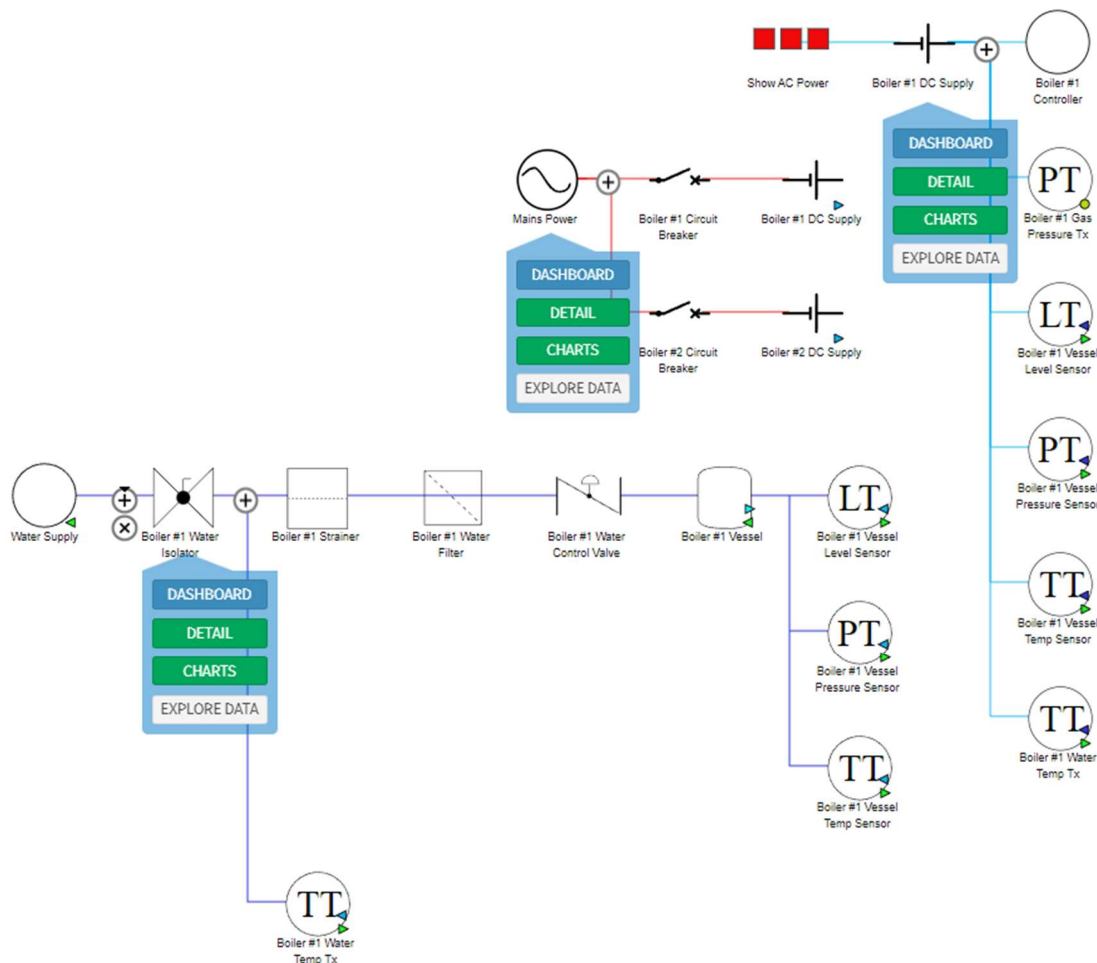 Show AC Power
Boiler #1 DC Supply
Boiler #1
Controller
DASHBOARD
DETAIL
CHARTS
EXPLORE DATA
PT
Boiler #1 Gas
Pressure Tx
LT
Boiler #1 Vessel
Level Sensor
PT
Boiler #1 Vessel
Pressure Sensor
TT
Boiler #1 Vessel
Temp Sensor
TT
Boiler #1 Water
Temp Tx
Mains Power
Boiler #1 Circuit
Breaker
Boiler #1 DC Supply
DASHBOARD
DETAIL
CHARTS
EXPLORE DATA
Boiler #2 Circuit
Breaker
Boiler #2 DC Supply
Water Supply
Boiler #1 Water
Isolator
Boiler #1 Strainer
Boiler #1 Water
Filter
Boiler #1 Water
Control Valve
Boiler #1 Vessel
LT
Boiler #1 Vessel
Level Sensor
DASHBOARD
DETAIL
CHARTS
EXPLORE DATA
PT
Boiler #1 Vessel
Pressure Sensor
TT
Boiler #1 Vessel
Temp Sensor
TT
Boiler #1 Water
Temp Tx